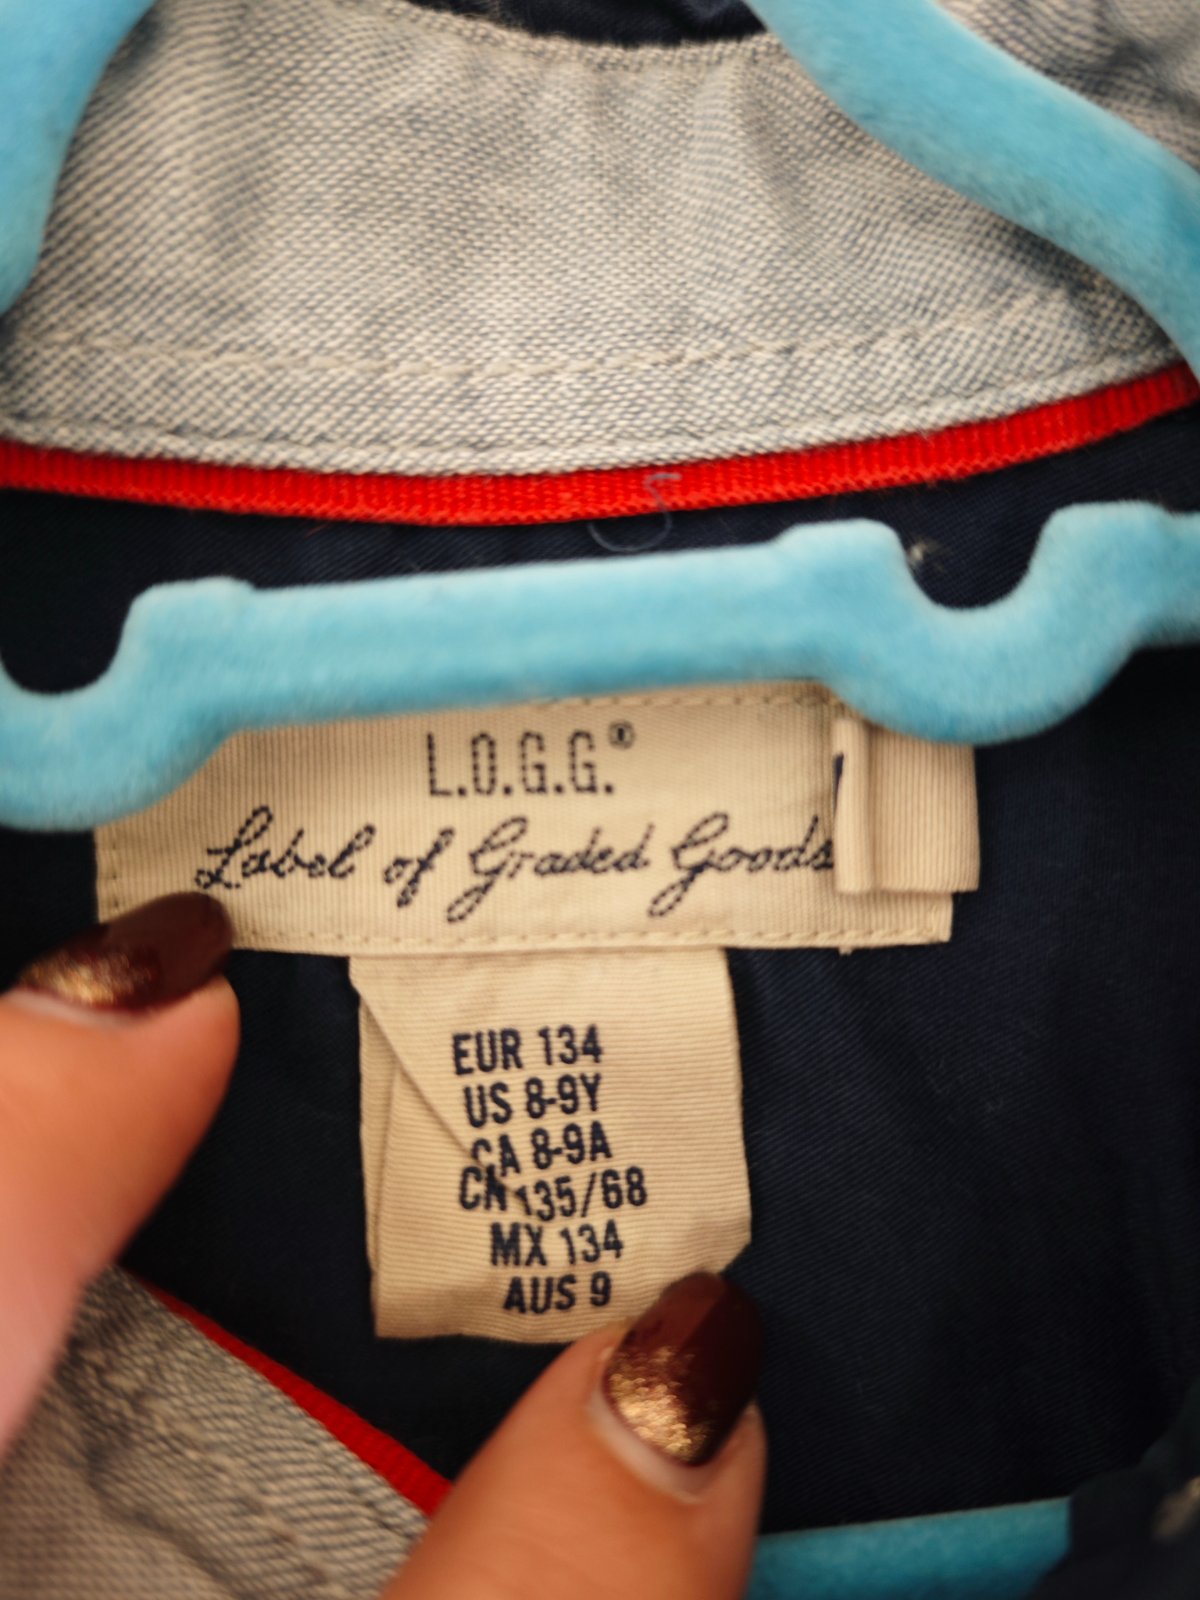 L.O.G.G.®
Label of Graded Goods
EUR 134
US 8-9Y
CA 8-9A
CN 135/68
MX 134
AUS 9